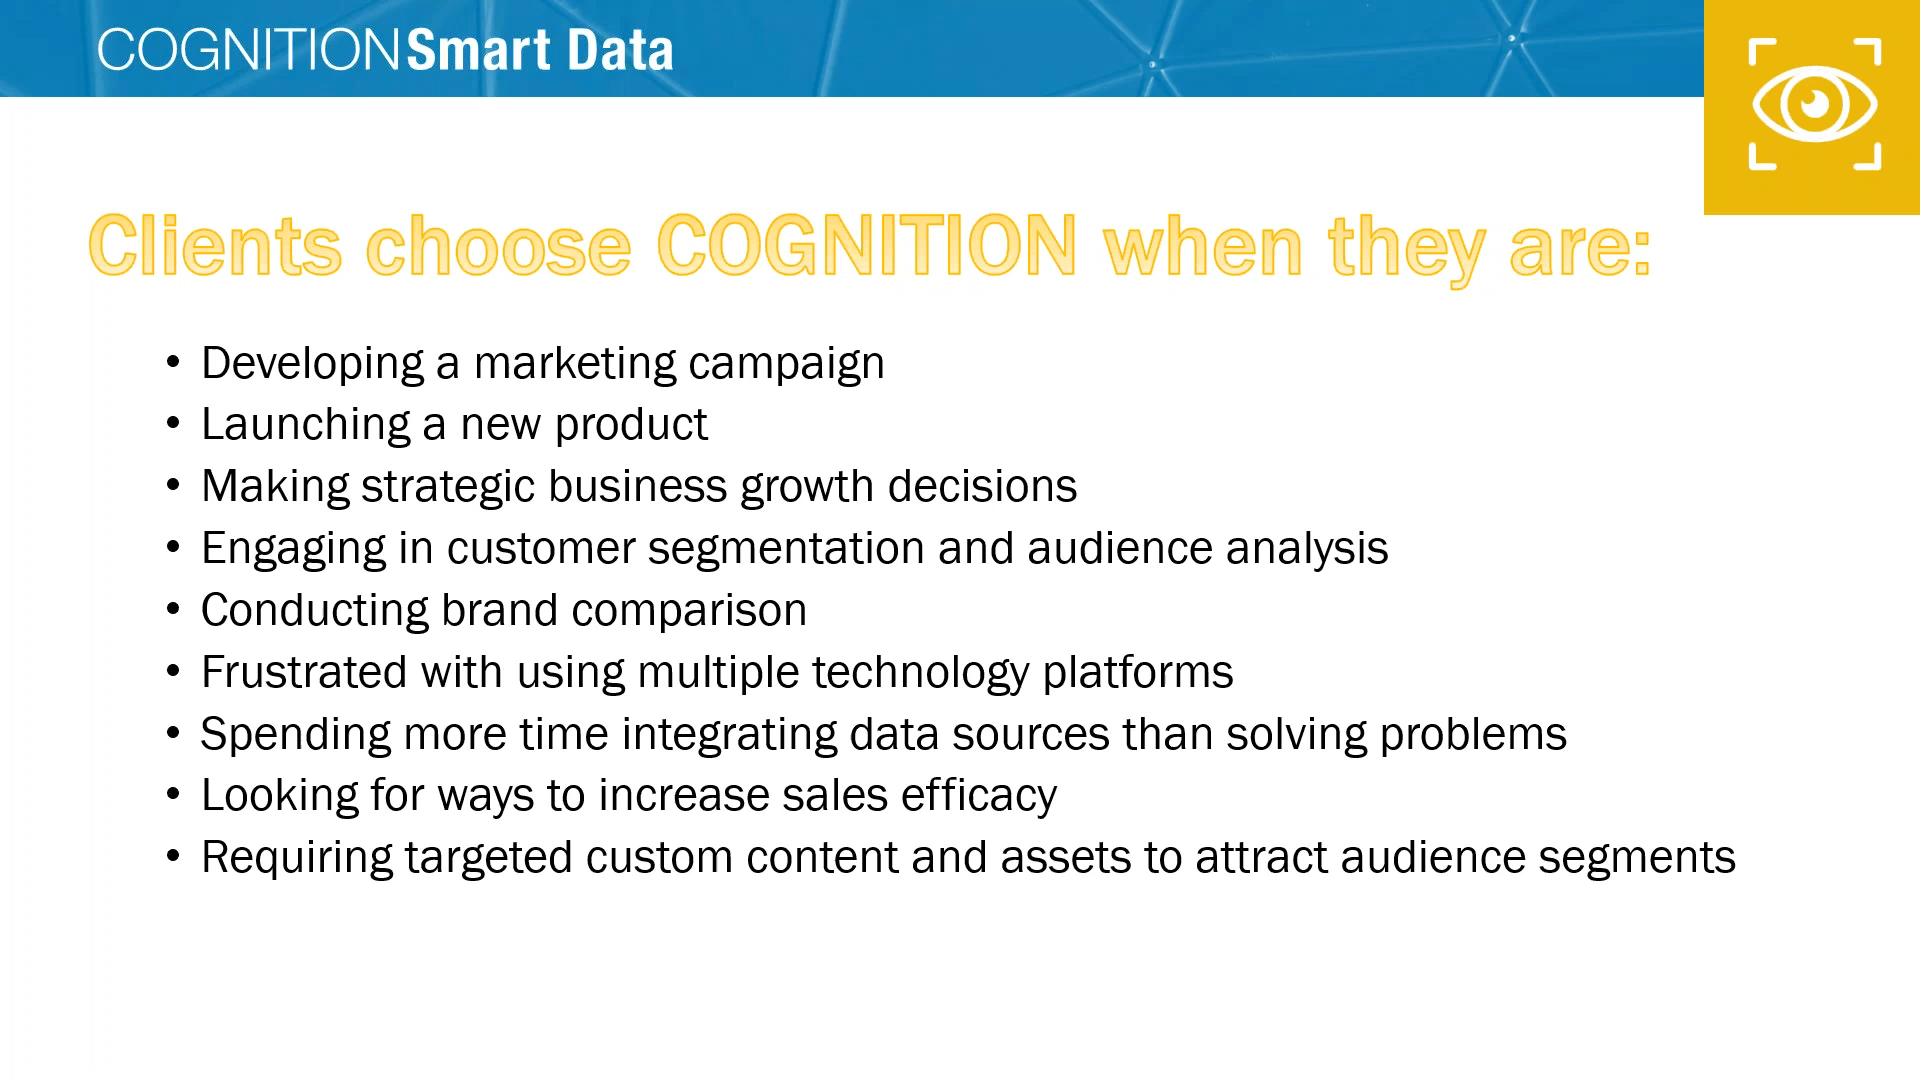 COGNITION Smart Data
Clients choose COGNITION when they are:
• Developing a marketing campaign
• Launching a new product
• Making strategic business growth decisions
• Engaging in customer segmentation and audience analysis
• Conducting brand comparison
• Frustrated with using multiple technology platforms
• Spending more time integrating data sources than solving problems
• Looking for ways to increase sales efficacy
• Requiring targeted custom content and assets to attract audience segments